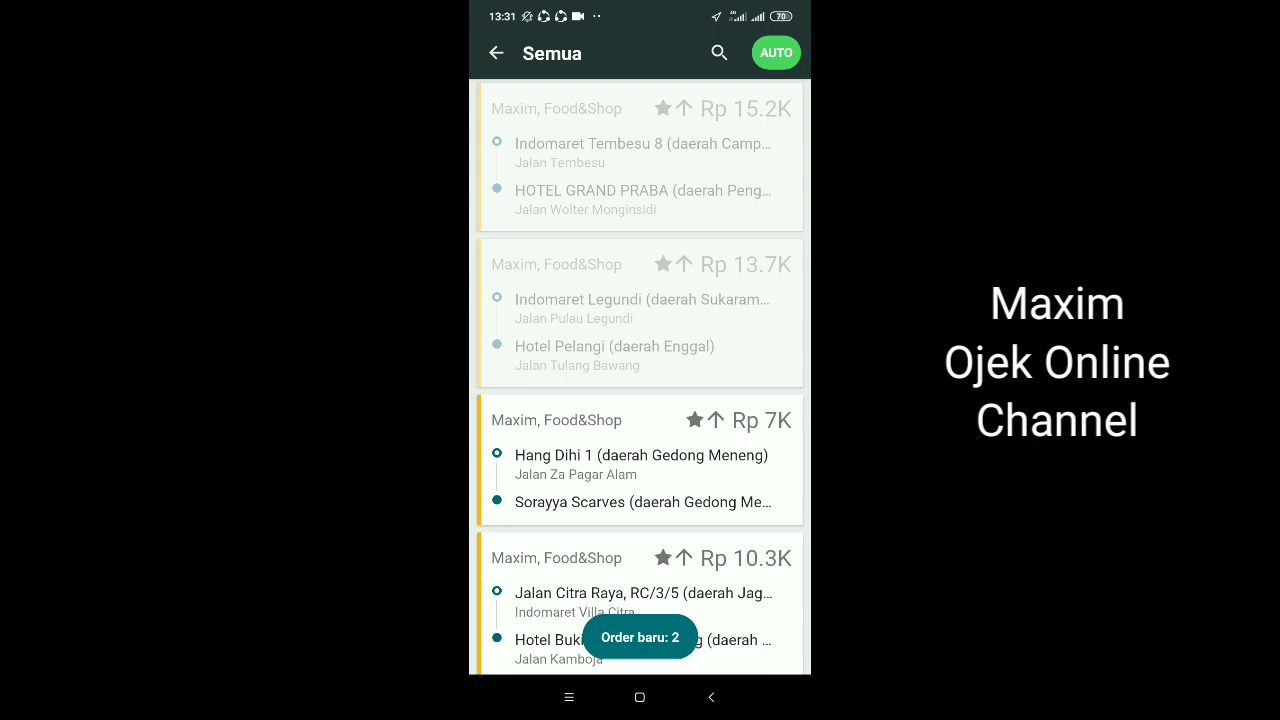 13:31
70
Semua
AUTO
Maxim, Food&Shop
Rp 15.2K
Indomaret Tembesu 8 (daerah Camp...
Jalan Tembesu
HOTEL GRAND PRABA (daerah Peng...
Jalan Wolter Monginsidi
Maxim, Food&Shop
Rp 13.7K
Indomaret Legundi (daerah Sukaram...
Jalan Pulau Legundi
Hotel Pelangi (daerah Enggal)
Jalan Tulang Bawang
Maxim, Food&Shop
Rp 7K
Hang Dihi 1 (daerah Gedong Meneng)
Jalan Za Pagar Alam
Sorayya Scarves (daerah Gedong Me...
Maxim, Food&Shop
Rp 10.3K
Jalan Citra Raya, RC/3/5 (daerah Jag...
Indomaret Villa Citra
Hotel (daerah ...
Order baru: 2
Jalan Kamboja
Maxim
Ojek Online
Channel